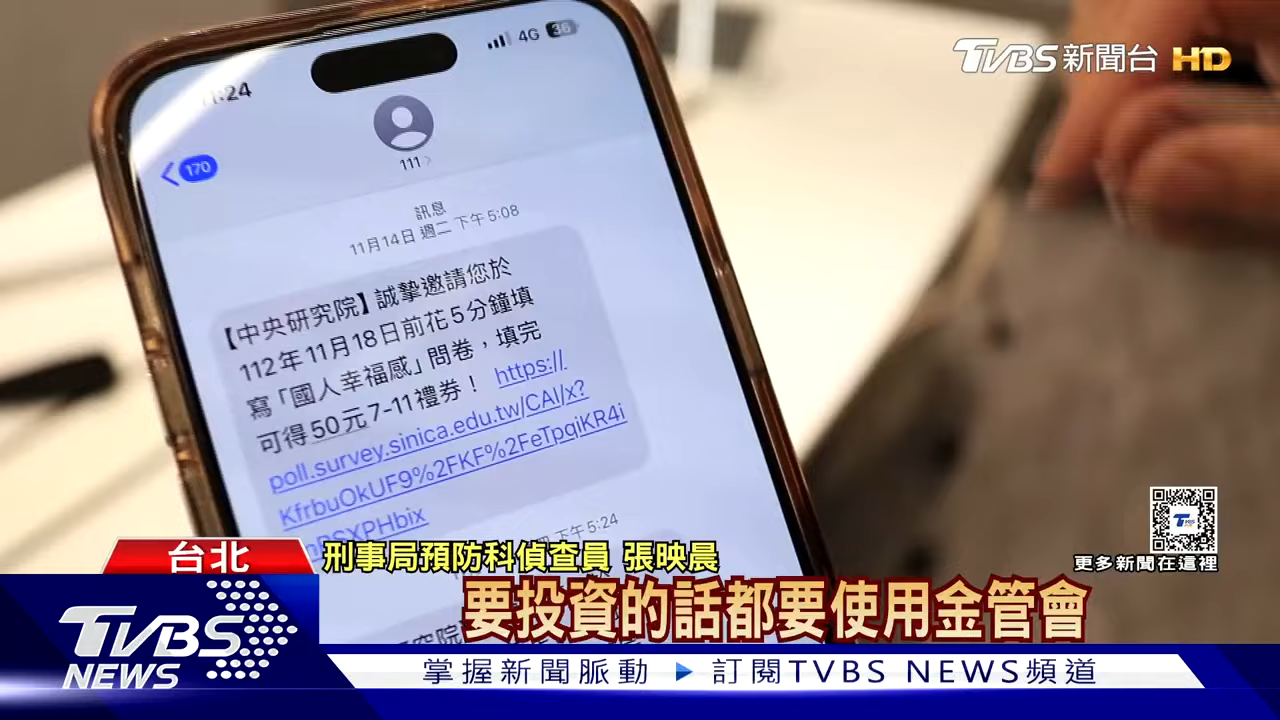 TVBS新聞台 HD
4G 36
:24
170
111
訊息
11月14日 週二 下午5:08
【中央研究院】誠摯邀請您於
112年11月18日前花5分鐘填
寫「國人幸福感」問卷，填完
可得50元7-11禮券！ https://
poll.survey.sinica.edu.tw/CAI/x?
KfrbuOkUF9%2FKF%2FeTpqiKR4i
SXPHbix
下午5:24
TVBS
更多新聞在這裡
台北
刑事局預防科偵查員 張映晨
要投資的話都要使用金管會
TVBS
NEWS
掌握新聞脈動 ▶ 訂閱TVBS NEWS頻道